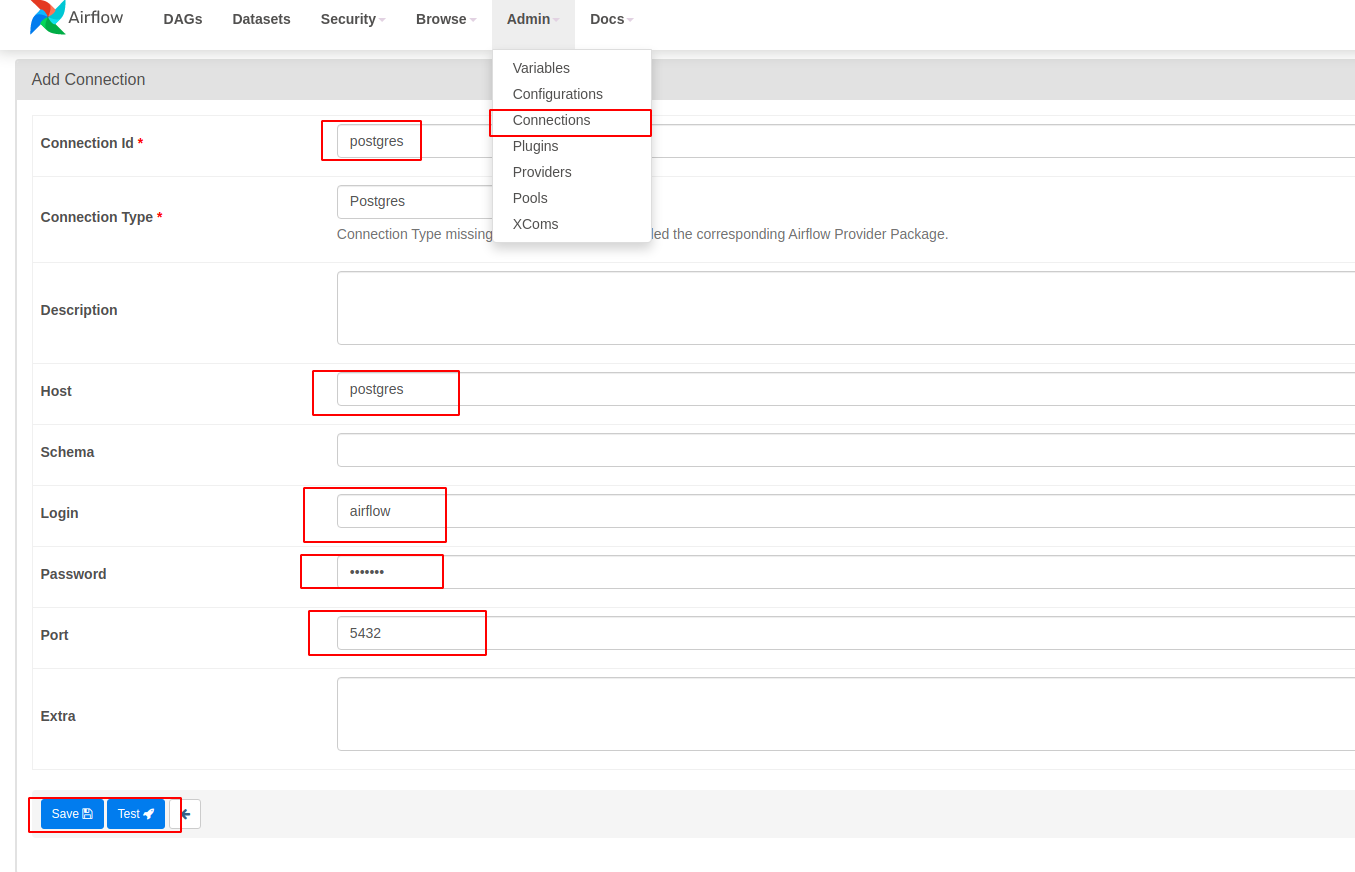 Airflow DAGs Datasets Security Browse Admin Docs
Variables
Configurations
Connections
Plugins
Providers
Pools
XComs
Add Connection
Connection Id * postgres
Connection Type * Postgres
Connection Type missing led the corresponding Airflow Provider Package.
Description
Host postgres
Schema
Login airflow
Password •••••••
Port 5432
Extra
Save Test